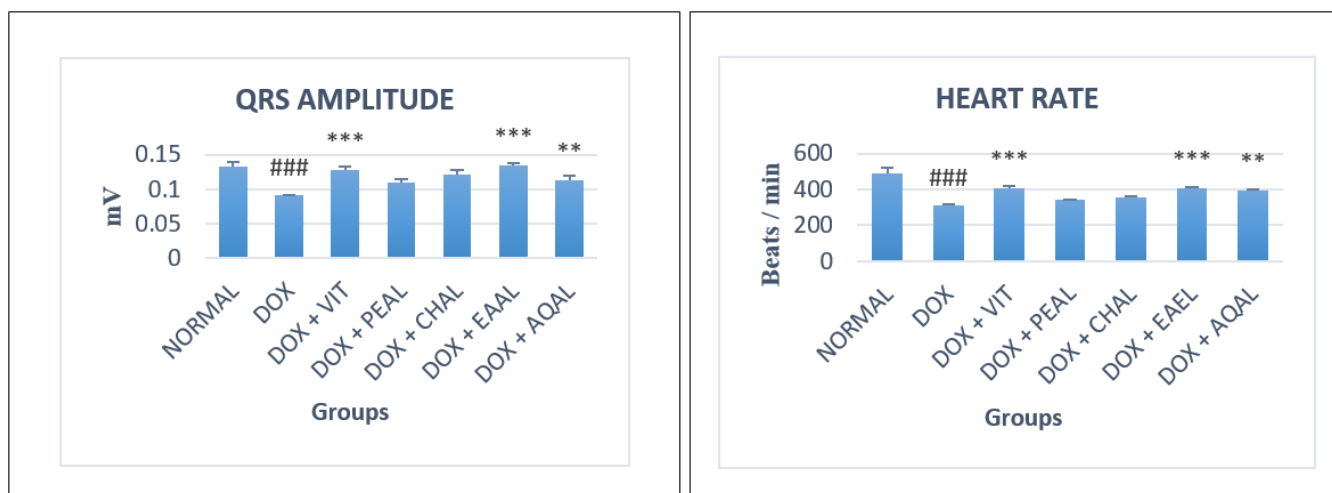 QRS AMPLITUDE
*** *** **
###
0.15
0.1
0.05
0
mV
NORMAL
DOX
DOX + VIT
DOX + PEAL
DOX + CHAL
DOX + EAAL
DOX + AQAL
Groups
HEART RATE
*** *** **
###
600
400
200
0
Beats / min
NORMAL
DOX
DOX + VIT
DOX + PEAL
DOX + CHAL
DOX + EAEL
DOX + AQAL
Groups